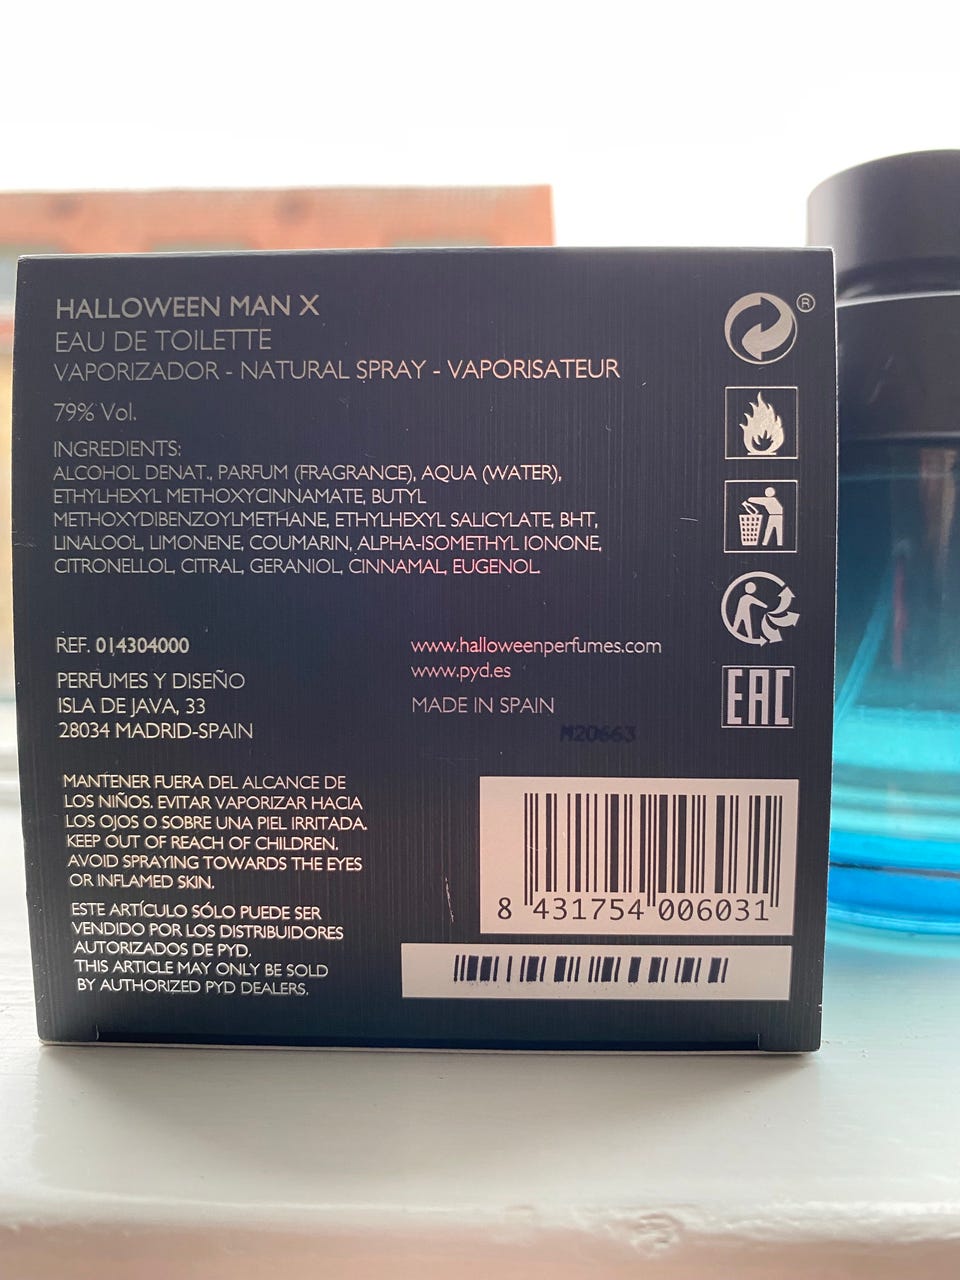 HALLOWEEN MAN X
EAU DE TOILETTE
VAPORIZADOR - NATURAL SPRAY - VAPORISATEUR
79% Vol.
INGREDIENTS:
ALCOHOL DENAT., PARFUM (FRAGRANCE), AQUA (WATER),
ETHYLHEXYL METHOXYCINNAMATE, BUTYL
METHOXYDIBENZOYLMETHANE, ETHYLHEXYL SALICYLATE, BHT,
LINALOOL, LIMONENE, COUMARIN, ALPHA-ISOMETHYL IONONE,
CITRONELLOL, CITRAL, GERANIOL, CINNAMAL, EUGENOL.
®
EAC
REF. 014304000
PERFUMES Y DISEÑO
ISLA DE JAVA, 33
28034 MADRID-SPAIN
www.halloweenperfumes.com
www.pyd.es
MADE IN SPAIN
M20663
MANTENER FUERA DEL ALCANCE DE
LOS NIÑOS. EVITAR VAPORIZAR HACIA
LOS OJOS O SOBRE UNA PIEL IRRITADA.
KEEP OUT OF REACH OF CHILDREN.
AVOID SPRAYING TOWARDS THE EYES
OR INFLAMED SKIN.
ESTE ARTÍCULO SÓLO PUEDE SER
VENDIDO POR LOS DISTRIBUIDORES
AUTORIZADOS DE PYD.
THIS ARTICLE MAY ONLY BE SOLD
BY AUTHORIZED PYD DEALERS.
8 431754 006031